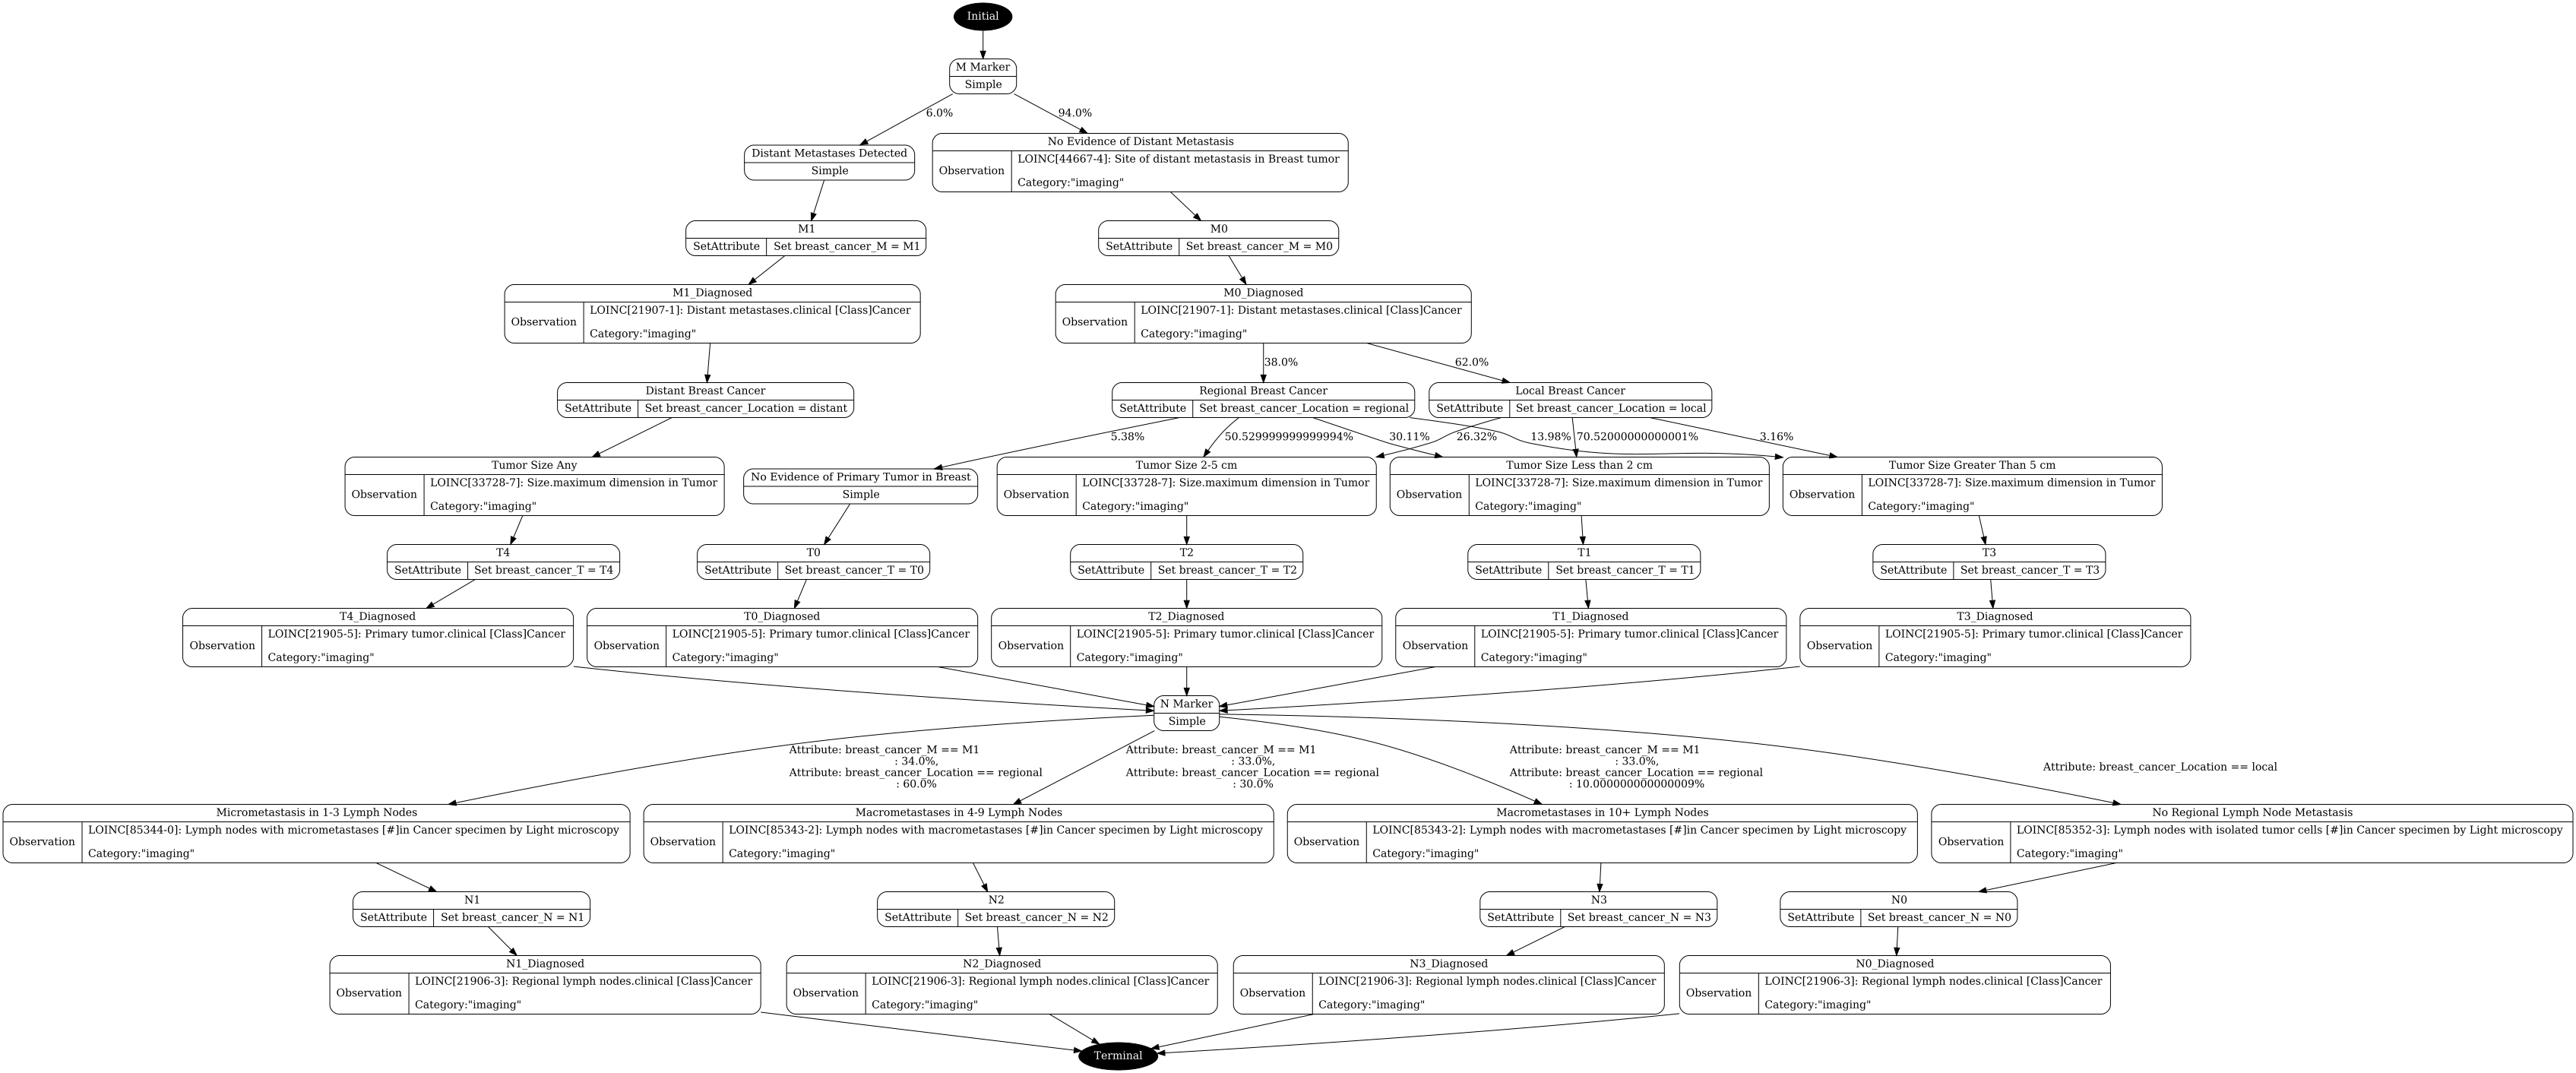 Initial
M Marker
Simple
6.0%
94.0%
Distant Metastases Detected
Simple
No Evidence of Distant Metastasis
Observation
LOINC[44667-4]: Site of distant metastasis in Breast tumor
Category:"imaging"
M1
SetAttribute
Set breast_cancer_M = M1
M0
SetAttribute
Set breast_cancer_M = M0
M1_Diagnosed
Observation
LOINC[21907-1]: Distant metastases.clinical [Class]Cancer
Category:"imaging"
M0_Diagnosed
Observation
LOINC[21907-1]: Distant metastases.clinical [Class]Cancer
Category:"imaging"
38.0%
62.0%
Distant Breast Cancer
SetAttribute
Set breast_cancer_Location = distant
Regional Breast Cancer
SetAttribute
Set breast_cancer_Location = regional
Local Breast Cancer
SetAttribute
Set breast_cancer_Location = local
5.38%
50.529999999999994%
30.11%
26.32%
13.98%
70.52000000000001%
3.16%
Tumor Size Any
Observation
LOINC[33728-7]: Size.maximum dimension in Tumor
Category:"imaging"
No Evidence of Primary Tumor in Breast
Simple
Tumor Size 2-5 cm
Observation
LOINC[33728-7]: Size.maximum dimension in Tumor
Category:"imaging"
Tumor Size Less than 2 cm
Observation
LOINC[33728-7]: Size.maximum dimension in Tumor
Category:"imaging"
Tumor Size Greater Than 5 cm
Observation
LOINC[33728-7]: Size.maximum dimension in Tumor
Category:"imaging"
T4
SetAttribute
Set breast_cancer_T = T4
T0
SetAttribute
Set breast_cancer_T = T0
T2
SetAttribute
Set breast_cancer_T = T2
T1
SetAttribute
Set breast_cancer_T = T1
T3
SetAttribute
Set breast_cancer_T = T3
T4_Diagnosed
Observation
LOINC[21905-5]: Primary tumor.clinical [Class]Cancer
Category:"imaging"
T0_Diagnosed
Observation
LOINC[21905-5]: Primary tumor.clinical [Class]Cancer
Category:"imaging"
T2_Diagnosed
Observation
LOINC[21905-5]: Primary tumor.clinical [Class]Cancer
Category:"imaging"
T1_Diagnosed
Observation
LOINC[21905-5]: Primary tumor.clinical [Class]Cancer
Category:"imaging"
T3_Diagnosed
Observation
LOINC[21905-5]: Primary tumor.clinical [Class]Cancer
Category:"imaging"
N Marker
Simple
Attribute: breast_cancer_M == M1
: 34.0%,
Attribute: breast_cancer_Location == regional
: 60.0%
Attribute: breast_cancer_M == M1
: 33.0%,
Attribute: breast_cancer_Location == regional
: 30.0%
Attribute: breast_cancer_M == M1
: 33.0%,
Attribute: breast_cancer_Location == regional
: 10.000000000000009%
Attribute: breast_cancer_Location == local
Micrometastasis in 1-3 Lymph Nodes
Observation
LOINC[85344-0]: Lymph nodes with micrometastases [#]in Cancer specimen by Light microscopy
Category:"imaging"
Macrometastases in 4-9 Lymph Nodes
Observation
LOINC[85343-2]: Lymph nodes with macrometastases [#]in Cancer specimen by Light microscopy
Category:"imaging"
Macrometastases in 10+ Lymph Nodes
Observation
LOINC[85343-2]: Lymph nodes with macrometastases [#]in Cancer specimen by Light microscopy
Category:"imaging"
No Regional Lymph Node Metastasis
Observation
LOINC[85352-3]: Lymph nodes with isolated tumor cells [#]in Cancer specimen by Light microscopy
Category:"imaging"
N1
SetAttribute
Set breast_cancer_N = N1
N2
SetAttribute
Set breast_cancer_N = N2
N3
SetAttribute
Set breast_cancer_N = N3
N0
SetAttribute
Set breast_cancer_N = N0
N1_Diagnosed
Observation
LOINC[21906-3]: Regional lymph nodes.clinical [Class]Cancer
Category:"imaging"
N2_Diagnosed
Observation
LOINC[21906-3]: Regional lymph nodes.clinical [Class]Cancer
Category:"imaging"
N3_Diagnosed
Observation
LOINC[21906-3]: Regional lymph nodes.clinical [Class]Cancer
Category:"imaging"
N0_Diagnosed
Observation
LOINC[21906-3]: Regional lymph nodes.clinical [Class]Cancer
Category:"imaging"
Terminal